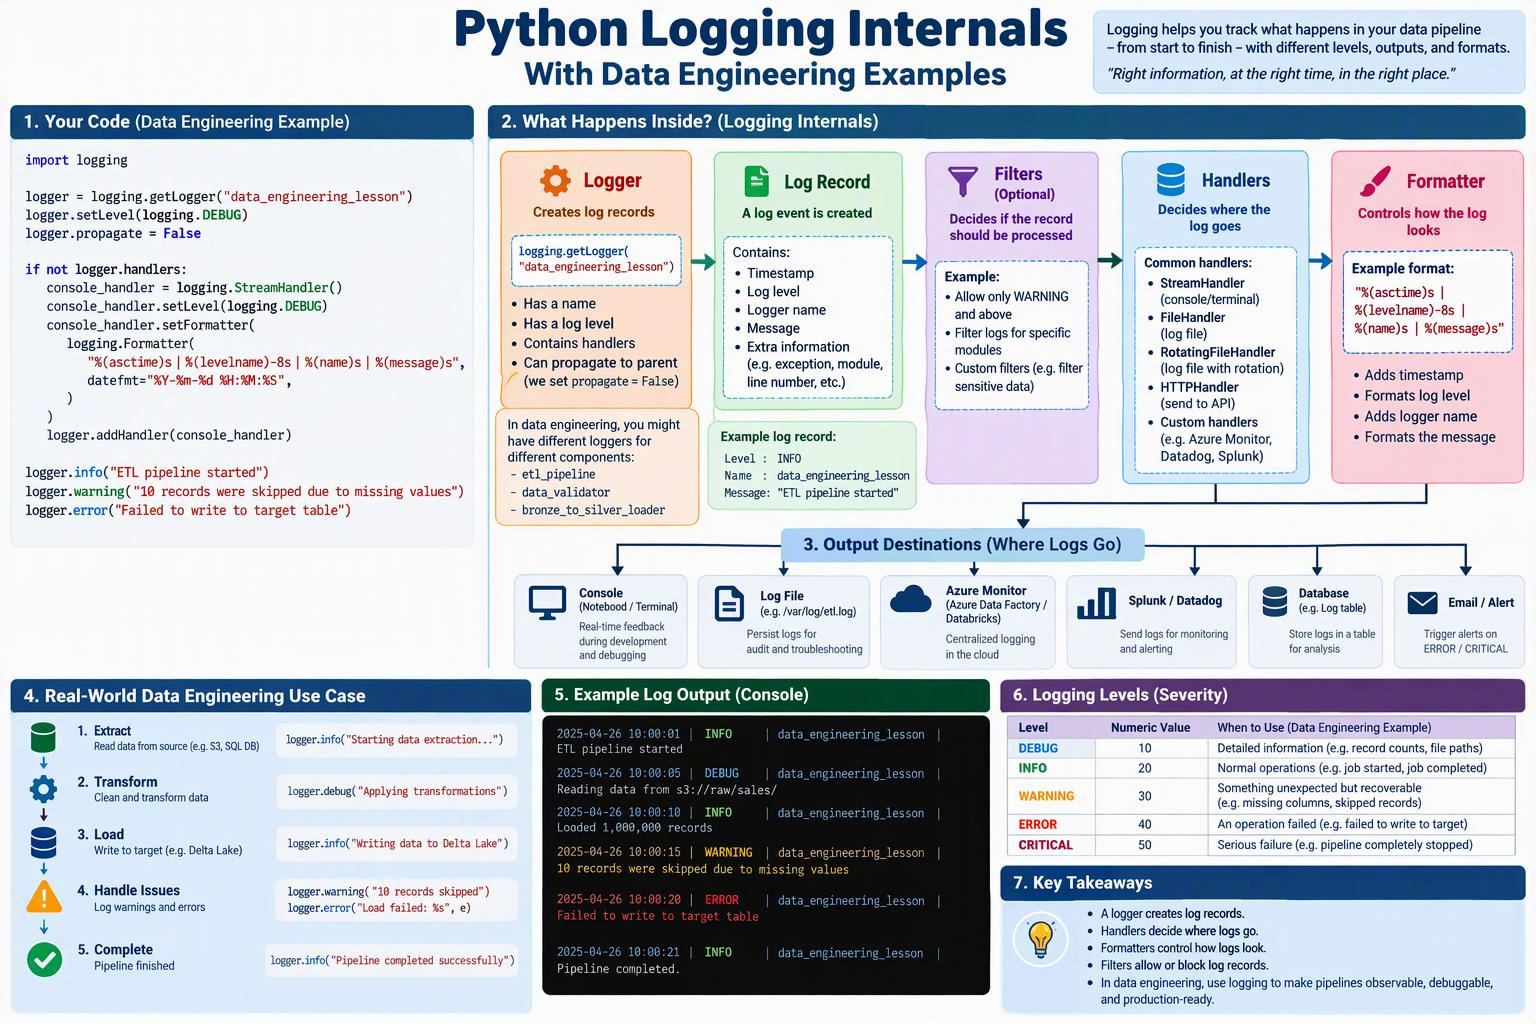 Python Logging Internals
With Data Engineering Examples
Logging helps you track what happens in your data pipeline
– from start to finish – with different levels, outputs, and formats.
"Right information, at the right time, in the right place."
1. Your Code (Data Engineering Example)
import logging
logger = logging.getLogger("data_engineering_lesson")
logger.setLevel(logging.DEBUG)
logger.propagate = False
if not logger.handlers:
console_handler = logging.StreamHandler()
console_handler.setLevel(logging.DEBUG)
console_handler.setFormatter(
logging.Formatter(
"%(asctime)s | %(levelname)-8s | %(name)s | %(message)s",
datefmt="%Y-%m-%d %H:%M:%S",
)
)
logger.addHandler(console_handler)
logger.info("ETL pipeline started")
logger.warning("10 records were skipped due to missing values")
logger.error("Failed to write to target table")
2. What Happens Inside? (Logging Internals)
Logger
Creates log records
logging.getLogger(
"data_engineering_lesson")
• Has a name
• Has a log level
• Contains handlers
• Can propagate to parent
(we set propagate = False)
In data engineering, you might
have different loggers for
different components:
- etl_pipeline
- data_validator
- bronze_to_silver_loader
Log Record
A log event is created
Contains:
• Timestamp
• Log level
• Logger name
• Message
• Extra information
(e.g. exception, module,
line number, etc.)
Example log record:
Level : INFO
Name : data_engineering_lesson
Message: "ETL pipeline started"
Filters
(Optional)
Decides if the record
should be processed
Example:
• Allow only WARNING
and above
• Filter logs for specific
modules
• Custom filters (e.g. filter
sensitive data)
Handlers
Decides where the
log goes
Common handlers:
• StreamHandler
(console/terminal)
• FileHandler
(log file)
• RotatingFileHandler
(log file with rotation)
• HTTPHandler
(send to API)
• Custom handlers
(e.g. Azure Monitor,
Datadog, Splunk)
Formatter
Controls how the log
looks
Example format:
"%(asctime)s |
%(levelname)-8s |
%(name)s | %(message)s"
• Adds timestamp
• Formats log level
• Adds logger name
• Formats the message
3. Output Destinations (Where Logs Go)
Console
(Notebood / Terminal)
Real-time feedback
during development
and debugging
Log File
(e.g. /var/log/etl.log)
Persist logs for
audit and troubleshooting
Azure Monitor
(Azure Data Factory /
Databricks)
Centralized logging
in the cloud
Splunk / Datadog
Send logs for monitoring
and alerting
Database
(e.g. Log table)
Store logs in a table
for analysis
Email / Alert
Trigger alerts on
ERROR / CRITICAL
4. Real-World Data Engineering Use Case
1. Extract
Read data from source (e.g. S3, SQL DB)
logger.info("Starting data extraction...")
2. Transform
Clean and transform data
logger.debug("Applying transformations")
3. Load
Write to target (e.g. Delta Lake)
logger.info("Writing data to Delta Lake")
4. Handle Issues
Log warnings and errors
logger.warning("10 records skipped")
logger.error("Load failed: %s", e)
5. Complete
Pipeline finished
logger.info("Pipeline completed successfully")
5. Example Log Output (Console)
2025-04-26 10:00:01 | INFO | data_engineering_lesson |
ETL pipeline started
2025-04-26 10:00:05 | DEBUG | data_engineering_lesson |
Reading data from s3://raw/sales/
2025-04-26 10:00:10 | INFO | data_engineering_lesson |
Loaded 1,000,000 records
2025-04-26 10:00:15 | WARNING | data_engineering_lesson |
10 records were skipped due to missing values
2025-04-26 10:00:20 | ERROR | data_engineering_lesson |
Failed to write to target table
2025-04-26 10:00:21 | INFO | data_engineering_lesson |
Pipeline completed.
6. Logging Levels (Severity)
Level Numeric Value When to Use (Data Engineering Example)
DEBUG 10 Detailed information (e.g. record counts, file paths)
INFO 20 Normal operations (e.g. job started, job completed)
WARNING 30 Something unexpected but recoverable
(e.g. missing columns, skipped records)
ERROR 40 An operation failed (e.g. failed to write to target)
CRITICAL 50 Serious failure (e.g. pipeline completely stopped)
7. Key Takeaways
• A logger creates log records.
• Handlers decide where logs go.
• Formatters control how logs look.
• Filters allow or block log records.
• In data engineering, use logging to make pipelines observable, debuggable,
and production-ready.